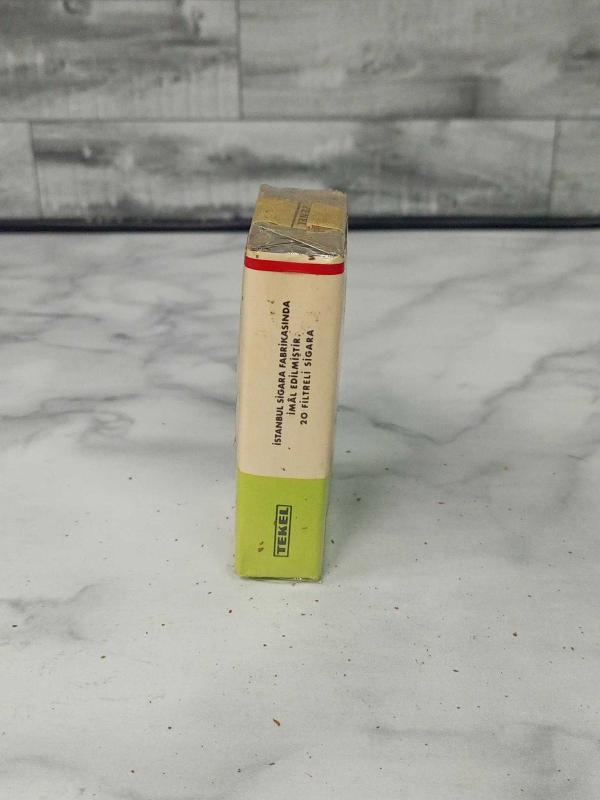 İSTANBUL SİGARA FABRİKASINDA
İMÂL EDİLMİŞTİR.
20 FİLTRELİ SİGARA
TEKEL